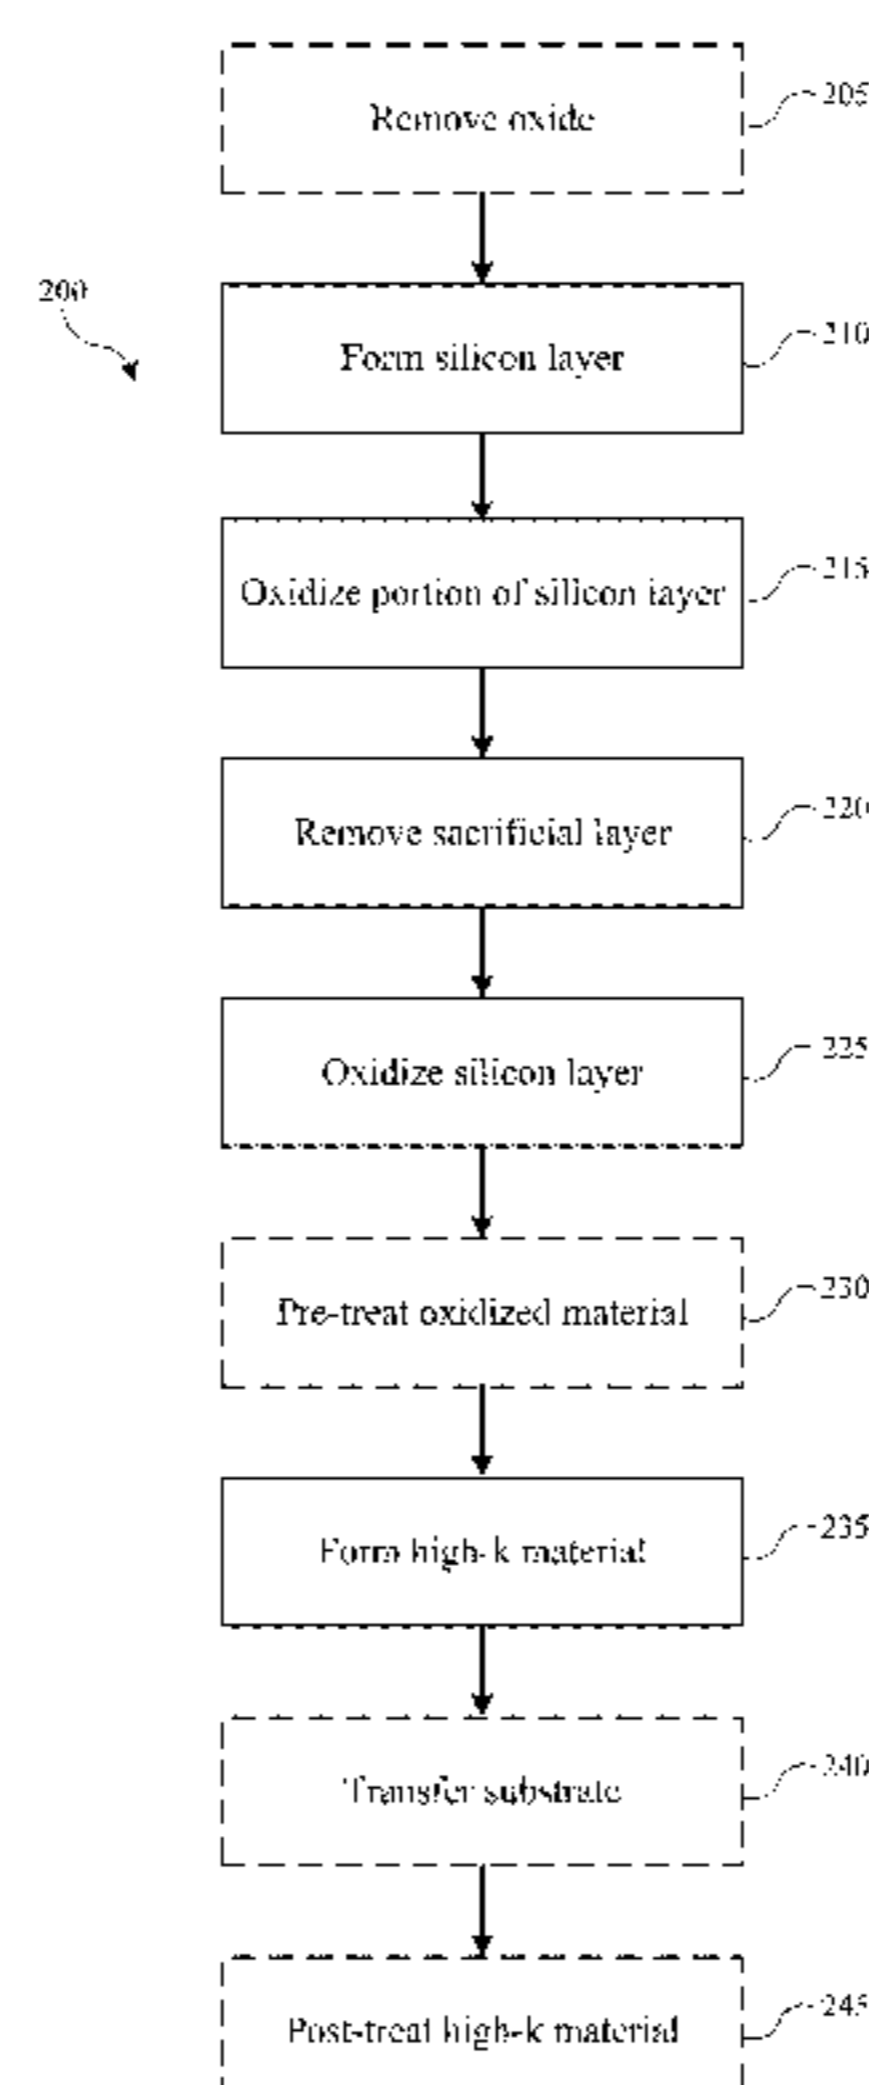 Remove oxide
205
200
Form silicon layer
210
Oxidize portion of silicon layer
215
Remove sacrificial layer
220
Oxidize silicon layer
225
Pre-treat oxidized material
230
Form high-k material
235
Transfer substrate
240
Post-treat high-k material
245